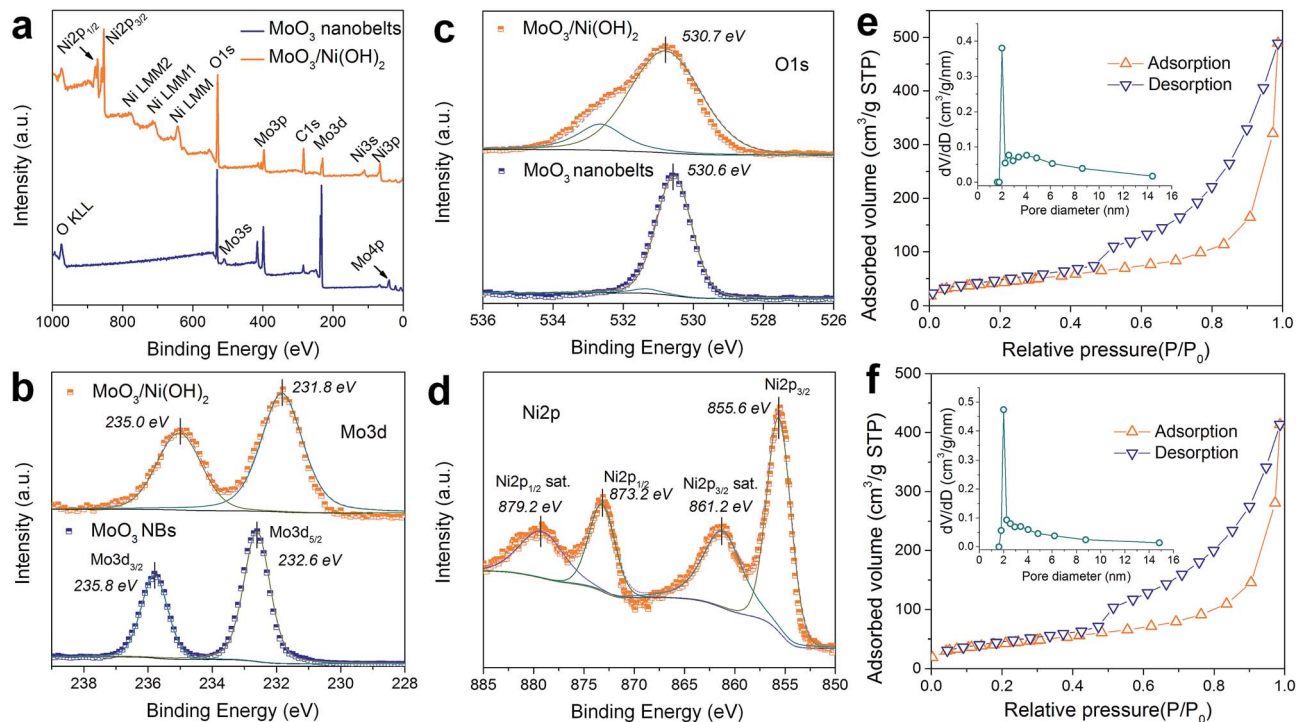 a
Ni2p1/2
Ni2p3/2
MoO3 nanobelts
MoO3/Ni(OH)2
Ni LMM2
Ni LMM1
Ni LMM
O1s
Mo3p
C1s
Mo3d
Ni3s
Ni3p
O KLL
Mo3s
Mo4p
Intensity (a.u.)
1000 800 600 400 200 0
Binding Energy (eV)
b
MoO3/Ni(OH)2
231.8 eV
235.0 eV
Mo3d
MoO3 NBs
Mo3d3/2
235.8 eV
Mo3d5/2
232.6 eV
Intensity (a.u.)
238 236 234 232 230 228
Binding Energy (eV)
c
MoO3/Ni(OH)2
530.7 eV
O1s
MoO3 nanobelts
530.6 eV
Intensity (a.u.)
536 534 532 530 528 526
Binding Energy (eV)
d
Ni2p
Ni2p3/2
855.6 eV
Ni2p1/2 sat.
879.2 eV
Ni2p1/2
873.2 eV
Ni2p3/2 sat.
861.2 eV
Intensity (a.u.)
885 880 875 870 865 860 855 850
Binding Energy (eV)
e
Adsorbed volume (cm3/g STP)
500
400
300
200
100
0
dV/dD (cm3/g/nm)
0.4
0.3
0.2
0.1
0.0
0 2 4 6 8 10 12 14 16
Pore diameter (nm)
Adsorption
Desorption
0.0 0.2 0.4 0.6 0.8 1.0
Relative pressure(P/P0)
f
Adsorbed volume (cm3/g STP)
500
400
300
200
100
0
dV/dD (cm3/g/nm)
0.5
0.4
0.3
0.2
0.1
0.0
0 2 4 6 8 10 12 14 16
Pore diameter (nm)
Adsorption
Desorption
0.0 0.2 0.4 0.6 0.8 1.0
Relative pressure(P/P0)